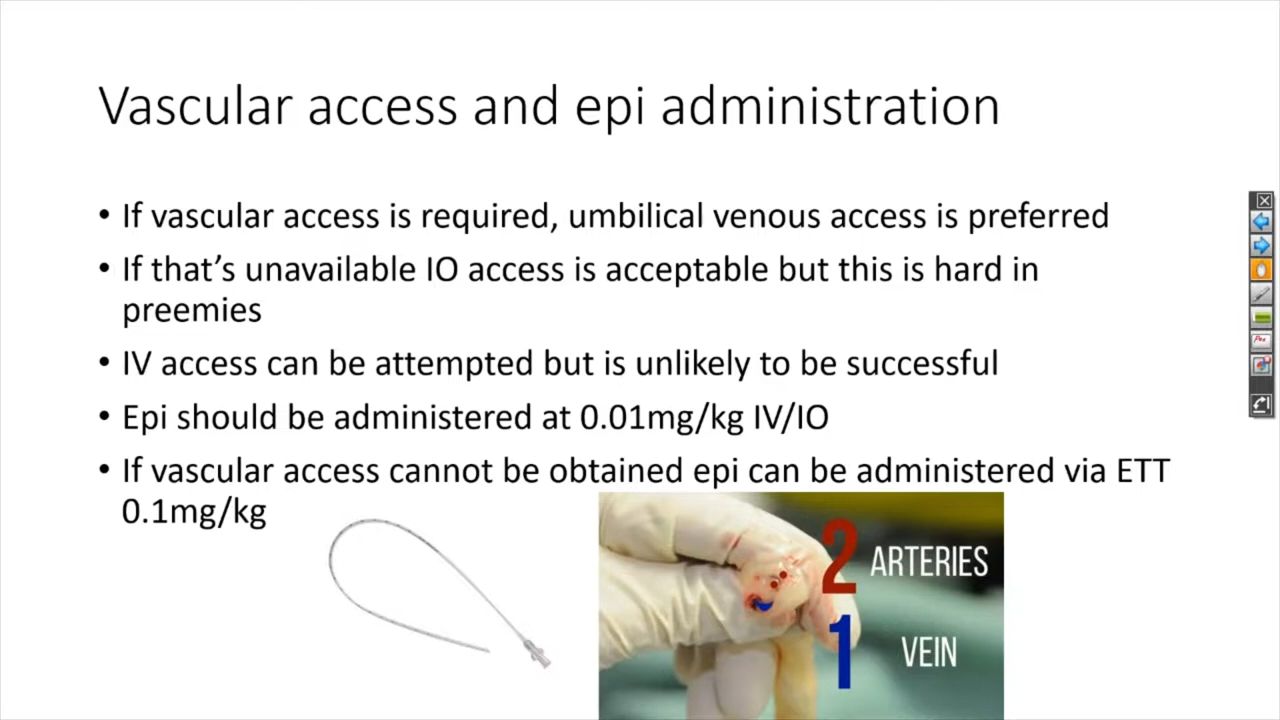 Vascular access and epi administration
• If vascular access is required, umbilical venous access is preferred
• If that’s unavailable IO access is acceptable but this is hard in
preemies
• IV access can be attempted but is unlikely to be successful
• Epi should be administered at 0.01mg/kg IV/IO
• If vascular access cannot be obtained epi can be administered via ETT
0.1mg/kg
2 ARTERIES
1 VEIN